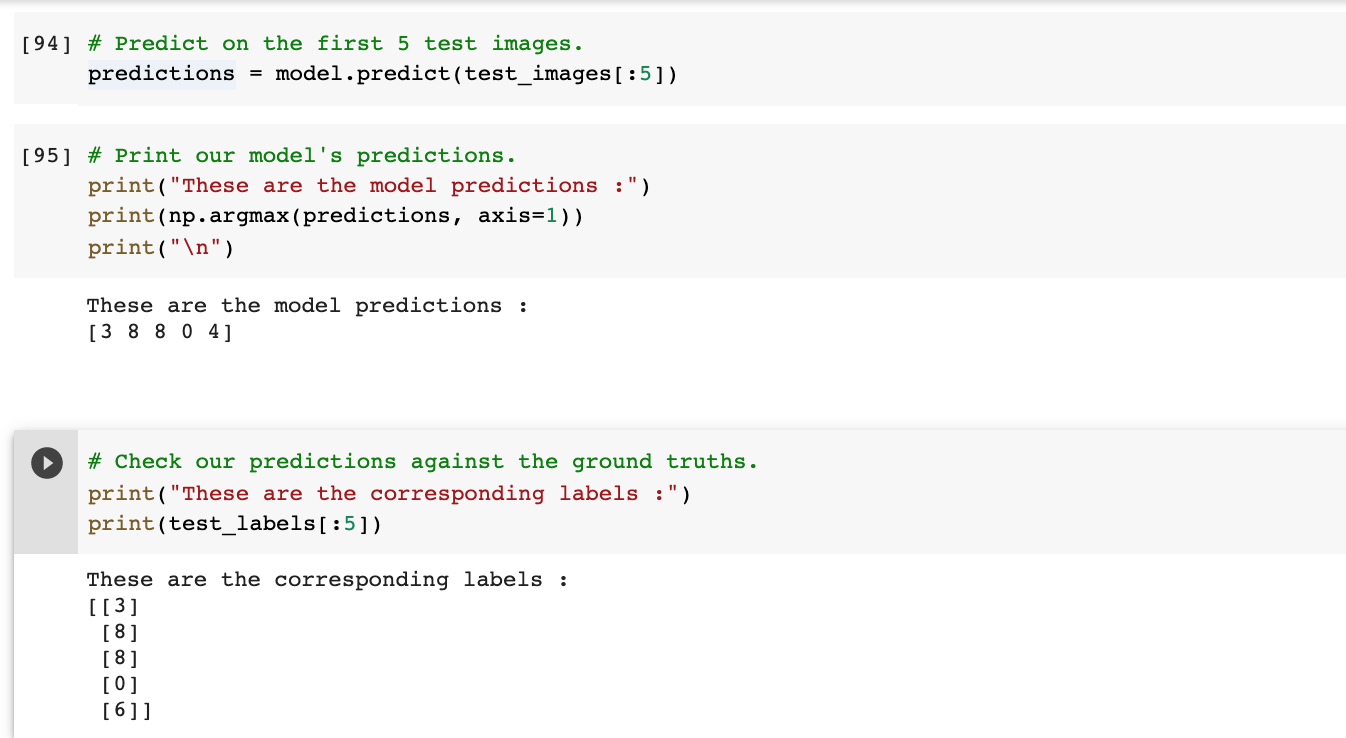 [94] # Predict on the first 5 test images.
predictions = model.predict(test_images[:5])
[95] # Print our model's predictions.
print("These are the model predictions :")
print(np.argmax(predictions, axis=1))
print("\n")
These are the model predictions :
[3 8 8 0 4]
# Check our predictions against the ground truths.
print("These are the corresponding labels :")
print(test_labels[:5])
These are the corresponding labels :
[[3]
 [8]
 [8]
 [0]
 [6]]